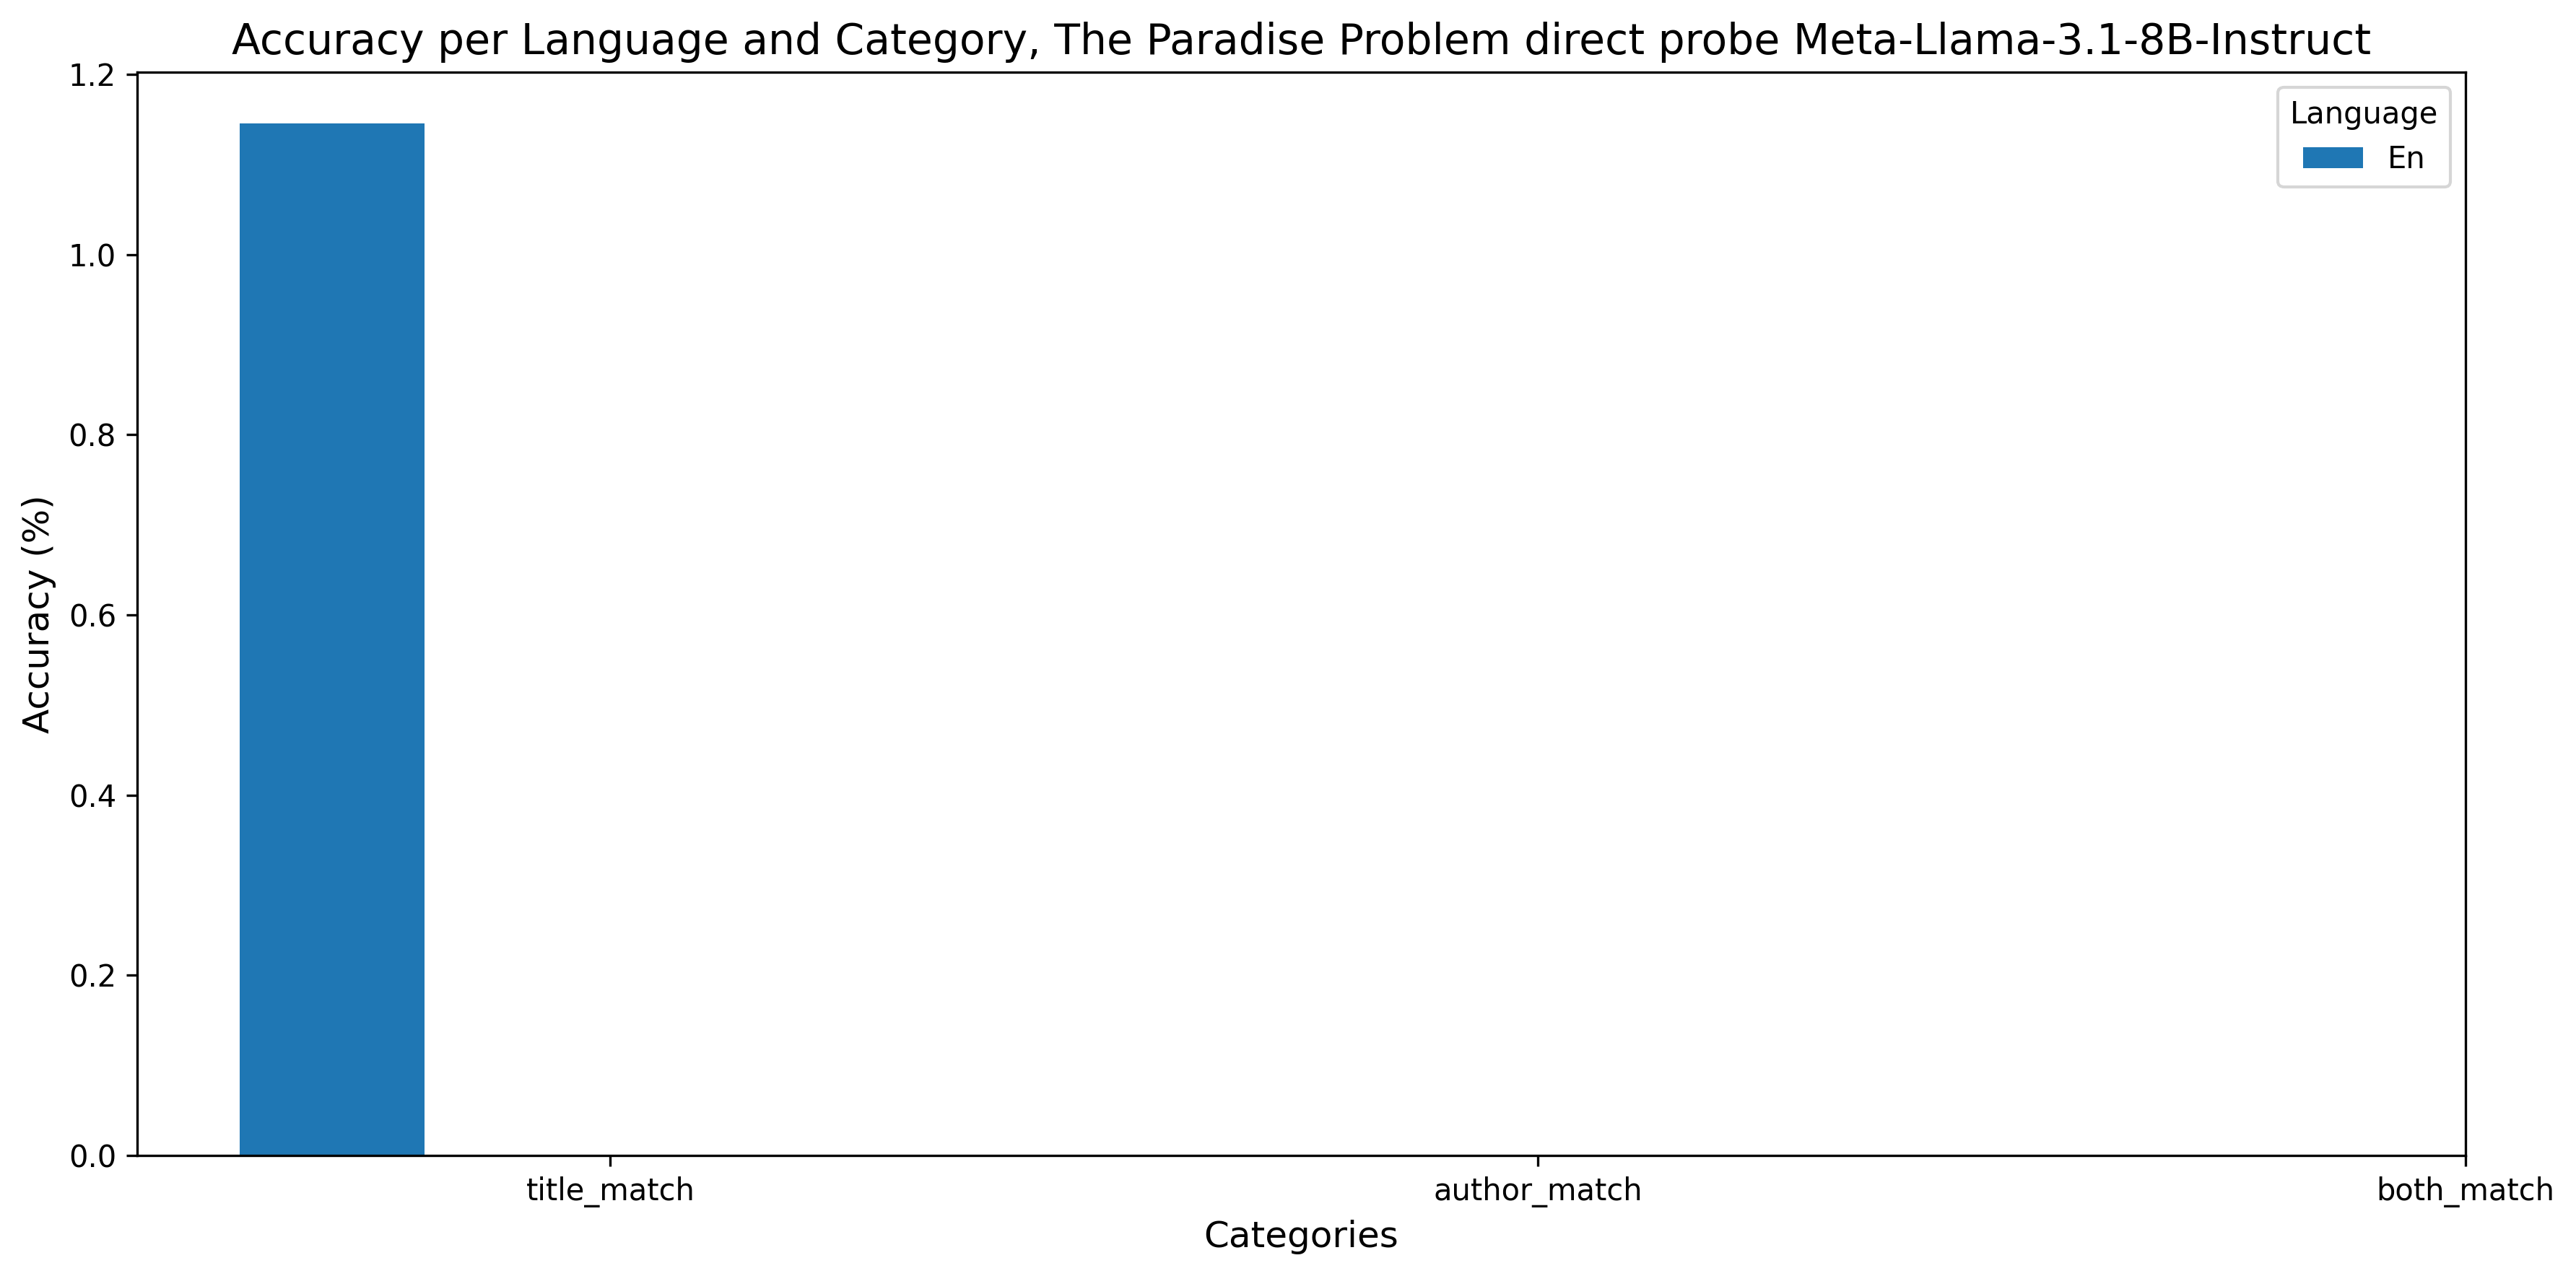 Accuracy per Language and Category, The Paradise Problem direct probe Meta-Llama-3.1-8B-Instruct
1.2
1.0
0.8
0.6
0.4
0.2
0.0
Accuracy (%)
Language
En
title_match author_match both_match
Categories